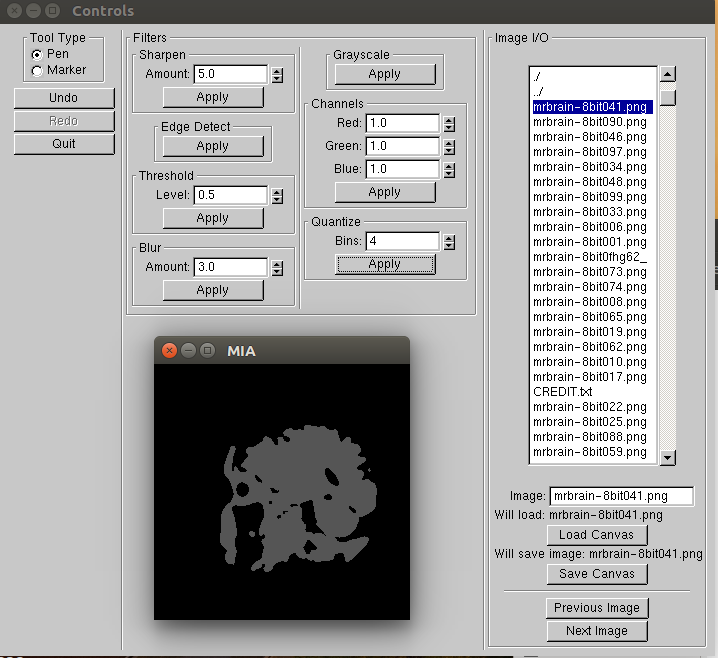 Controls
Tool Type
Pen
Marker
Undo
Redo
Quit
Filters
Sharpen
Amount: 5.0
Apply
Edge Detect
Apply
Threshold
Level: 0.5
Apply
Blur
Amount: 3.0
Apply
Grayscale
Apply
Channels
Red: 1.0
Green: 1.0
Blue: 1.0
Apply
Quantize
Bins: 4
Apply
MIA
Image I/O
./
../
mrbrain-8bit041.png
mrbrain-8bit090.png
mrbrain-8bit046.png
mrbrain-8bit097.png
mrbrain-8bit034.png
mrbrain-8bit048.png
mrbrain-8bit099.png
mrbrain-8bit033.png
mrbrain-8bit006.png
mrbrain-8bit001.png
mrbrain-8bit0fhg62_
mrbrain-8bit073.png
mrbrain-8bit074.png
mrbrain-8bit008.png
mrbrain-8bit065.png
mrbrain-8bit019.png
mrbrain-8bit062.png
mrbrain-8bit010.png
mrbrain-8bit017.png
CREDIT.txt
mrbrain-8bit022.png
mrbrain-8bit025.png
mrbrain-8bit088.png
mrbrain-8bit059.png
Image: mrbrain-8bit041.png
Will load: mrbrain-8bit041.png
Load Canvas
Will save image: mrbrain-8bit041.png
Save Canvas
Previous Image
Next Image